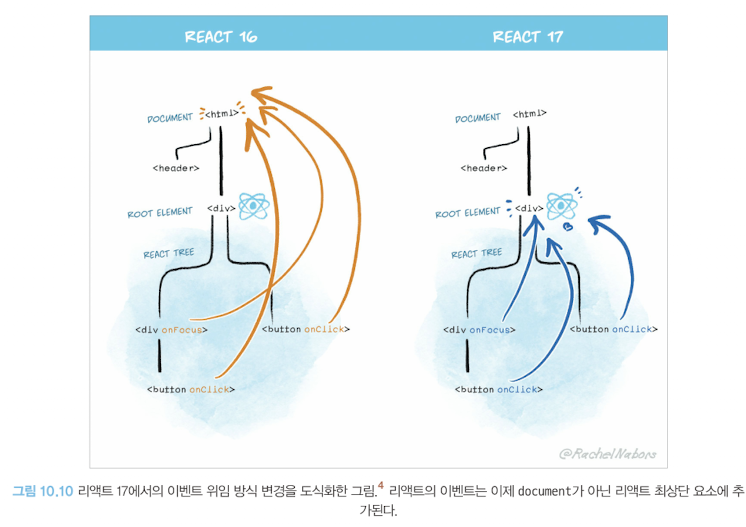 REACT 16
REACT 17
DOCUMENT <html>
<header>
ROOT ELEMENT <div>
REACT TREE
<div onFocus>
<button onClick>
<button onClick>
DOCUMENT <html>
<header>
ROOT ELEMENT <div>
REACT TREE
<div onFocus>
<button onClick>
<button onClick>
@RachelNabors
그림 10.10 리액트 17에서의 이벤트 위임 방식 변경을 도식화한 그림.4 리액트의 이벤트는 이제 document가 아닌 리액트 최상단 요소에 추
가된다.